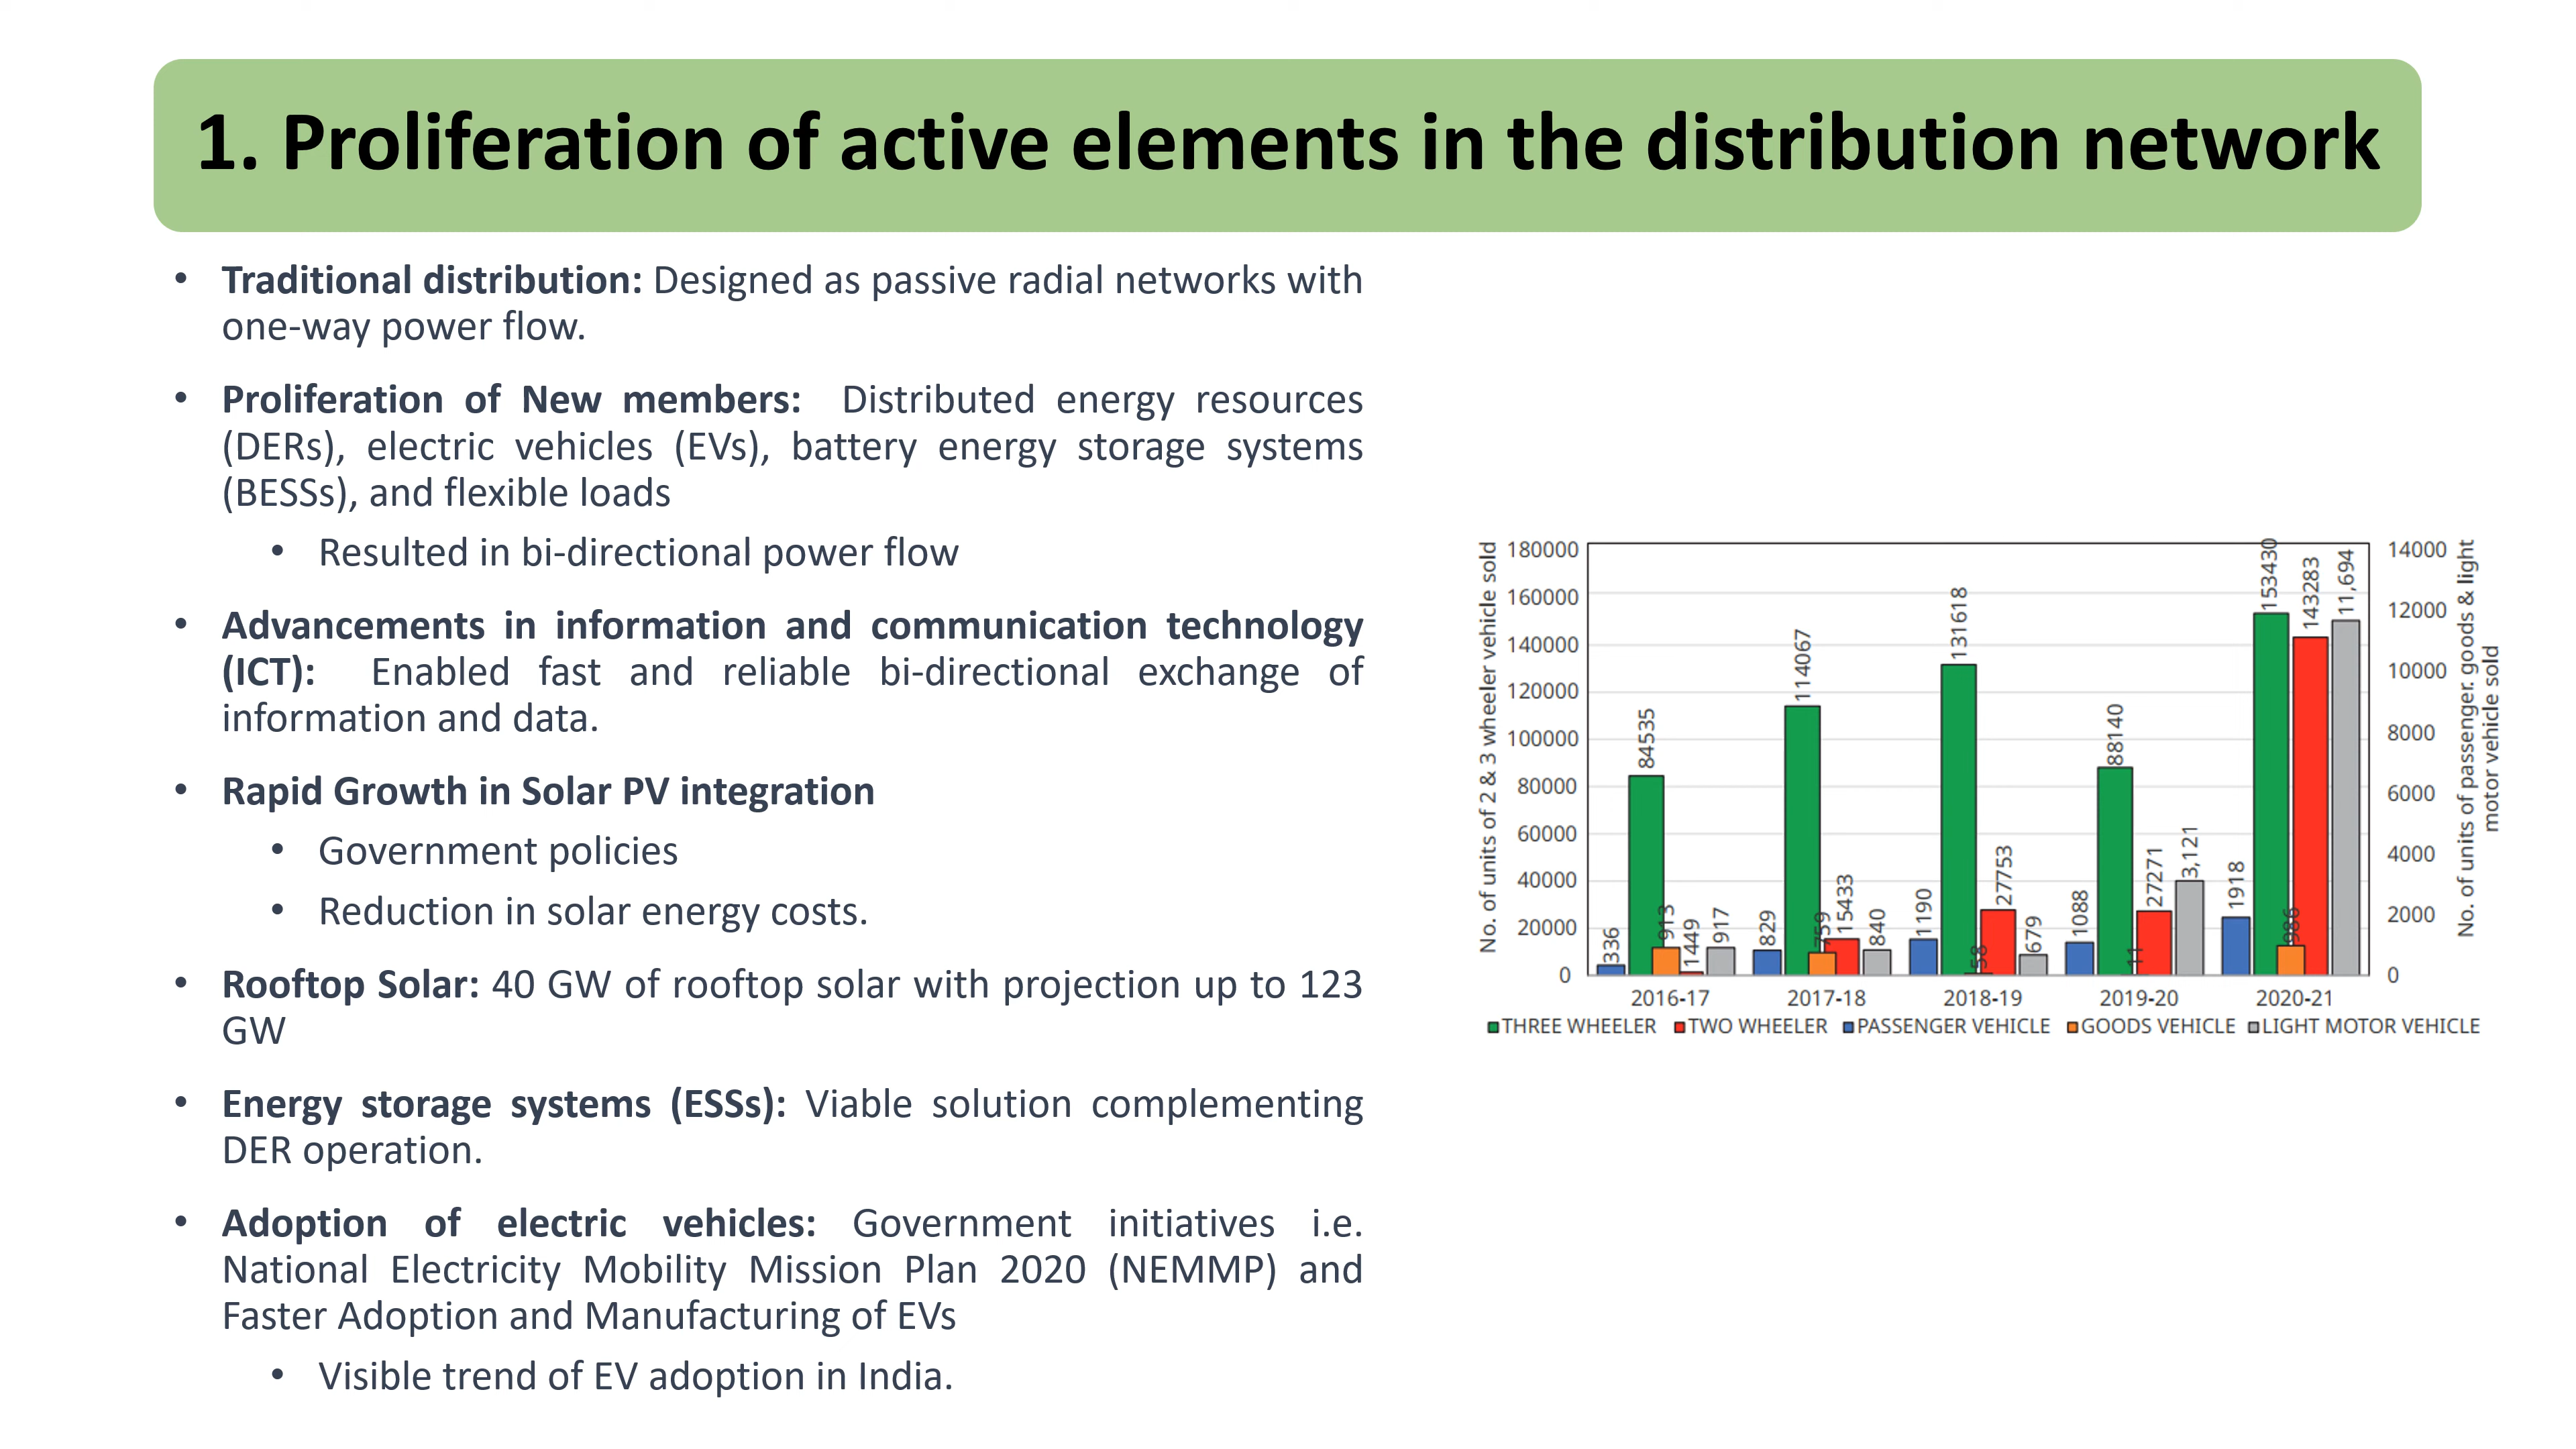 1. Proliferation of active elements in the distribution network
• Traditional distribution: Designed as passive radial networks with
one-way power flow.
• Proliferation of New members: Distributed energy resources
(DERs), electric vehicles (EVs), battery energy storage systems
(BESSs), and flexible loads
• Resulted in bi-directional power flow
• Advancements in information and communication technology
(ICT): Enabled fast and reliable bi-directional exchange of
information and data.
• Rapid Growth in Solar PV integration
• Government policies
• Reduction in solar energy costs.
• Rooftop Solar: 40 GW of rooftop solar with projection up to 123
GW
• Energy storage systems (ESSs): Viable solution complementing
DER operation.
• Adoption of electric vehicles: Government initiatives i.e.
National Electricity Mobility Mission Plan 2020 (NEMMP) and
Faster Adoption and Manufacturing of EVs
• Visible trend of EV adoption in India.
No. of units of 2 & 3 wheeler vehicle sold
180000
160000
140000
120000
100000
80000
60000
40000
20000
0
336
84535
913
1449
917
829
114067
759
15433
840
1190
131618
58
27753
679
1088
88140
11
27271
3,121
1918
153430
986
143283
11,694
14000
12000
10000
8000
6000
4000
2000
0
No. of units of passenger. goods & light
motor vehicle sold
2016-17 2017-18 2018-19 2019-20 2020-21
THREE WHEELER TWO WHEELER PASSENGER VEHICLE GOODS VEHICLE LIGHT MOTOR VEHICLE